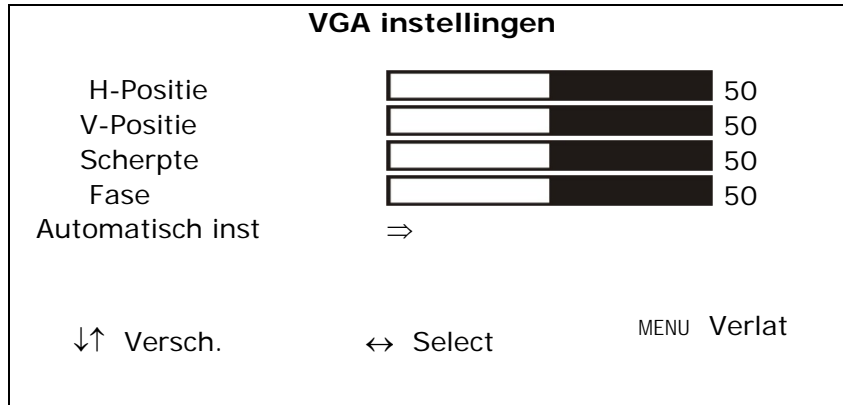 VGA instellingen
H-Positie 50
V-Positie 50
Scherpte 50
Fase 50
Automatisch inst ⇒
↓↑ Versch. ↔ Select MENU Verlat